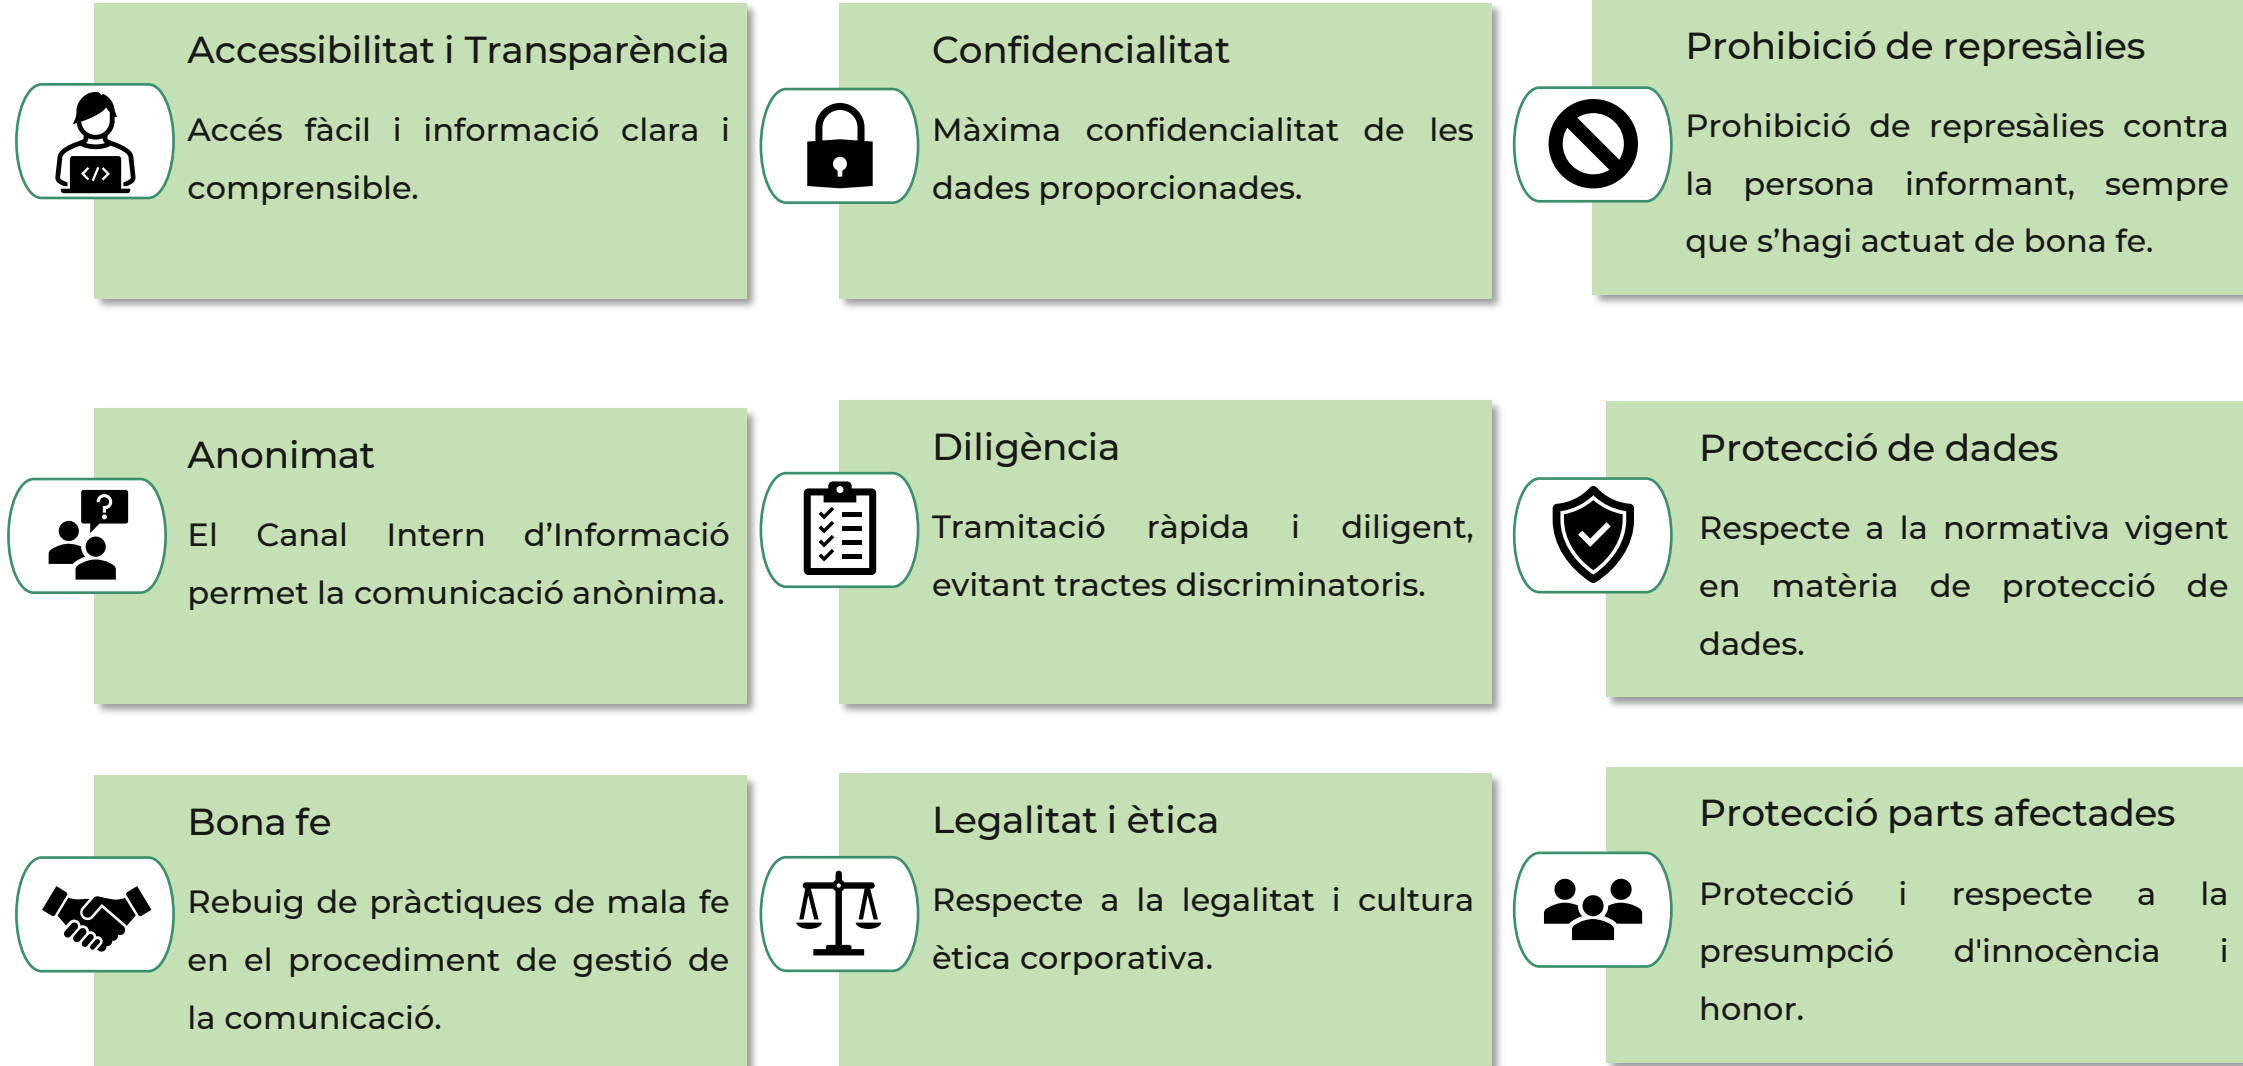 Accessibilitat i Transparència
Accés fàcil i informació clara i
comprensible.
Confidencialitat
Màxima confidencialitat de les
dades proporcionades.
Prohibició de represàlies
Prohibició de represàlies contra
la persona informant, sempre
que s’hagi actuat de bona fe.
Anonimat
El Canal Intern d’Informació
permet la comunicació anònima.
Diligència
Tramitació ràpida i diligent,
evitant tractes discriminatoris.
Protecció de dades
Respecte a la normativa vigent
en matèria de protecció de
dades.
Bona fe
Rebuig de pràctiques de mala fe
en el procediment de gestió de
la comunicació.
Legalitat i ètica
Respecte a la legalitat i cultura
ètica corporativa.
Protecció parts afectades
Protecció i respecte a la
presumpció d'innocència i
honor.